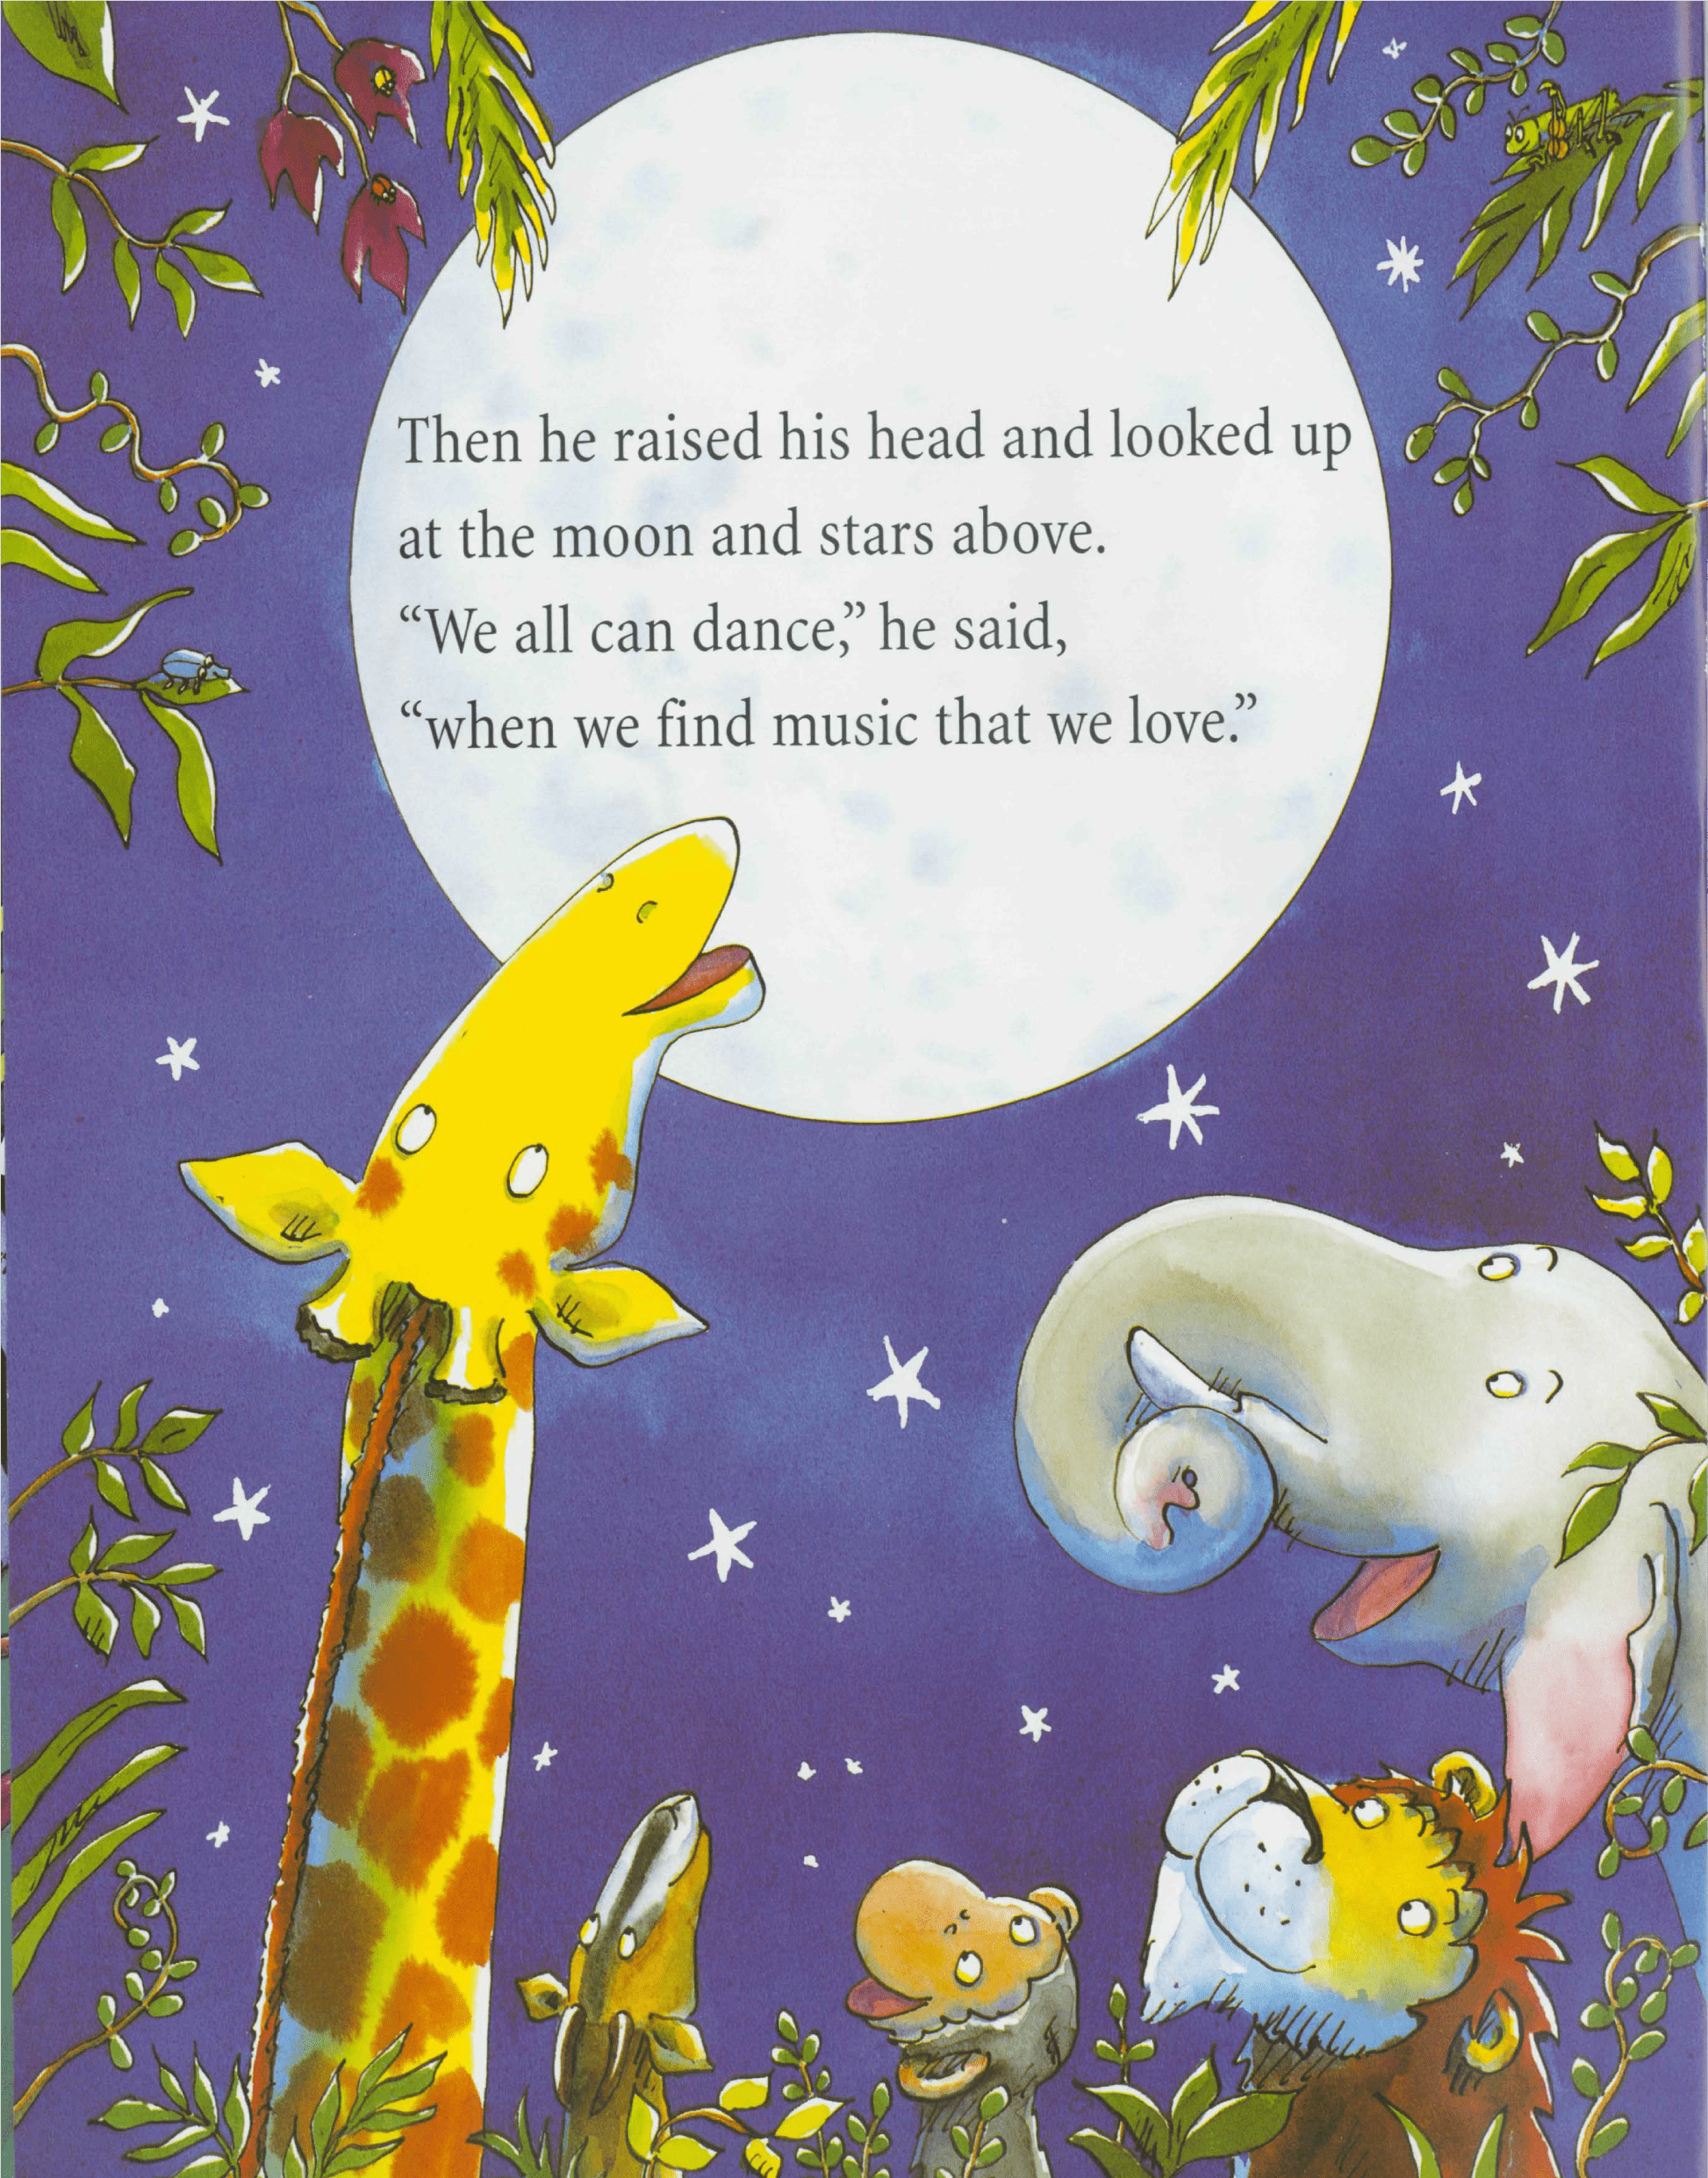 Then he raised his head and looked up
at the moon and stars above.
“We all can dance,” he said,
“when we find music that we love.”